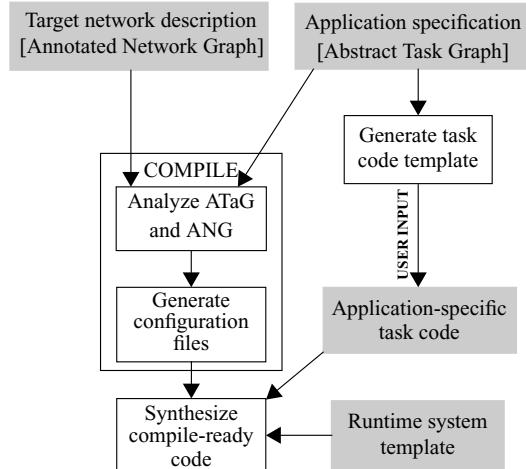 Target network description
[Annotated Network Graph]
Application specification
[Abstract Task Graph]
Generate task
code template
COMPILE
Analyze ATaG
and ANG
USER INPUT
Generate
configuration
files
Application-specific
task code
Synthesize
compile-ready
code
Runtime system
template